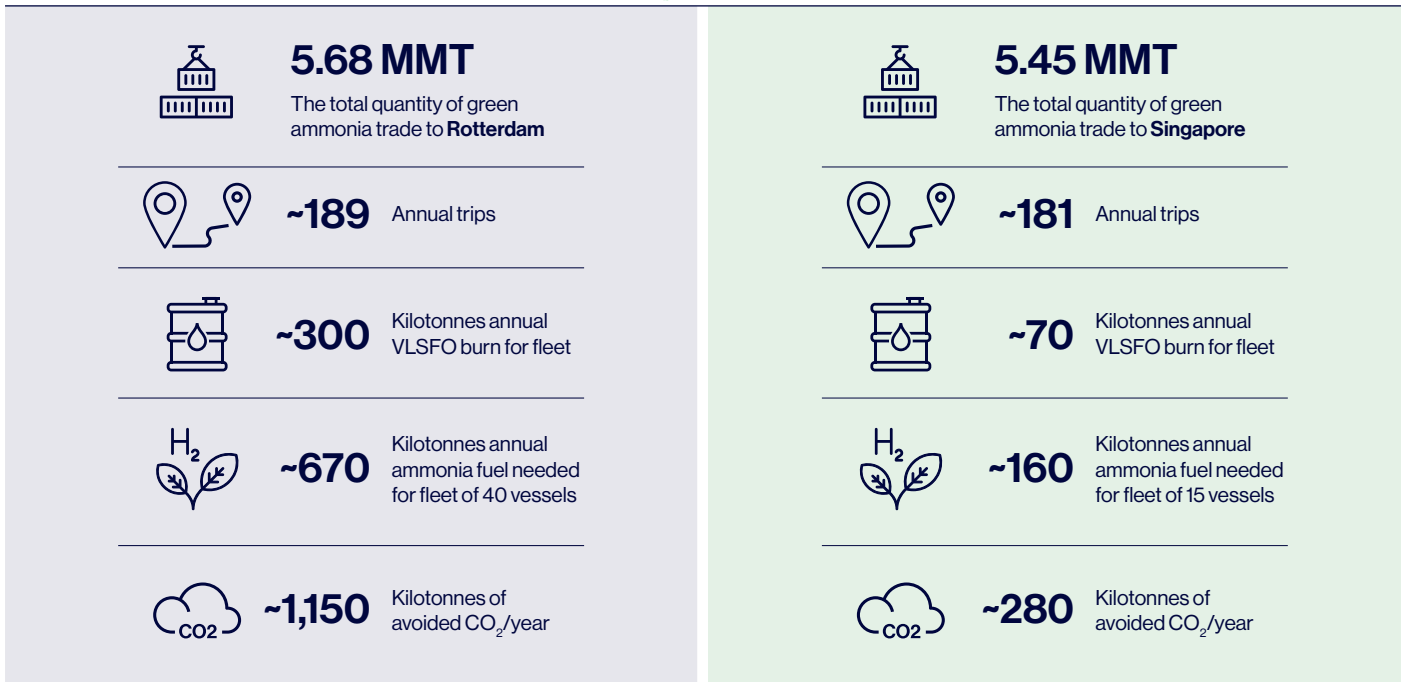 5.68 MMT
The total quantity of green
ammonia trade to Rotterdam
~189
Annual trips
~300
Kilotonnes annual
VLSFO burn for fleet
H₂
~670
Kilotonnes annual
ammonia fuel needed
for fleet of 40 vessels
CO2
~1,150
Kilotonnes of
avoided CO₂/year
5.45 MMT
The total quantity of green
ammonia trade to Singapore
~181
Annual trips
~70
Kilotonnes annual
VLSFO burn for fleet
H₂
~160
Kilotonnes annual
ammonia fuel needed
for fleet of 15 vessels
CO2
~280
Kilotonnes of
avoided CO₂/year